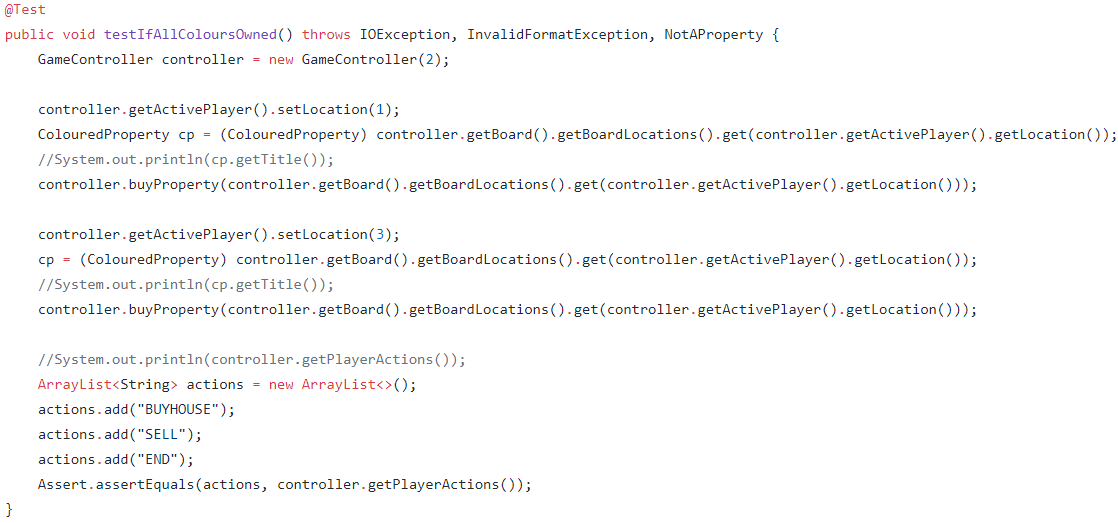 @Test
public void testIfAllColoursOwned() throws IOException, InvalidFormatException, NotAProperty {
    GameController controller = new GameController(2);

    controller.getActivePlayer().setLocation(1);
    ColouredProperty cp = (ColouredProperty) controller.getBoard().getBoardLocations().get(controller.getActivePlayer().getLocation());
    //System.out.println(cp.getTitle());
    controller.buyProperty(controller.getBoard().getBoardLocations().get(controller.getActivePlayer().getLocation()));

    controller.getActivePlayer().setLocation(3);
    cp = (ColouredProperty) controller.getBoard().getBoardLocations().get(controller.getActivePlayer().getLocation());
    //System.out.println(cp.getTitle());
    controller.buyProperty(controller.getBoard().getBoardLocations().get(controller.getActivePlayer().getLocation()));

    //System.out.println(controller.getPlayerActions());
    ArrayList<String> actions = new ArrayList<>();
    actions.add("BUYHOUSE");
    actions.add("SELL");
    actions.add("END");
    Assert.assertEquals(actions, controller.getPlayerActions());
}